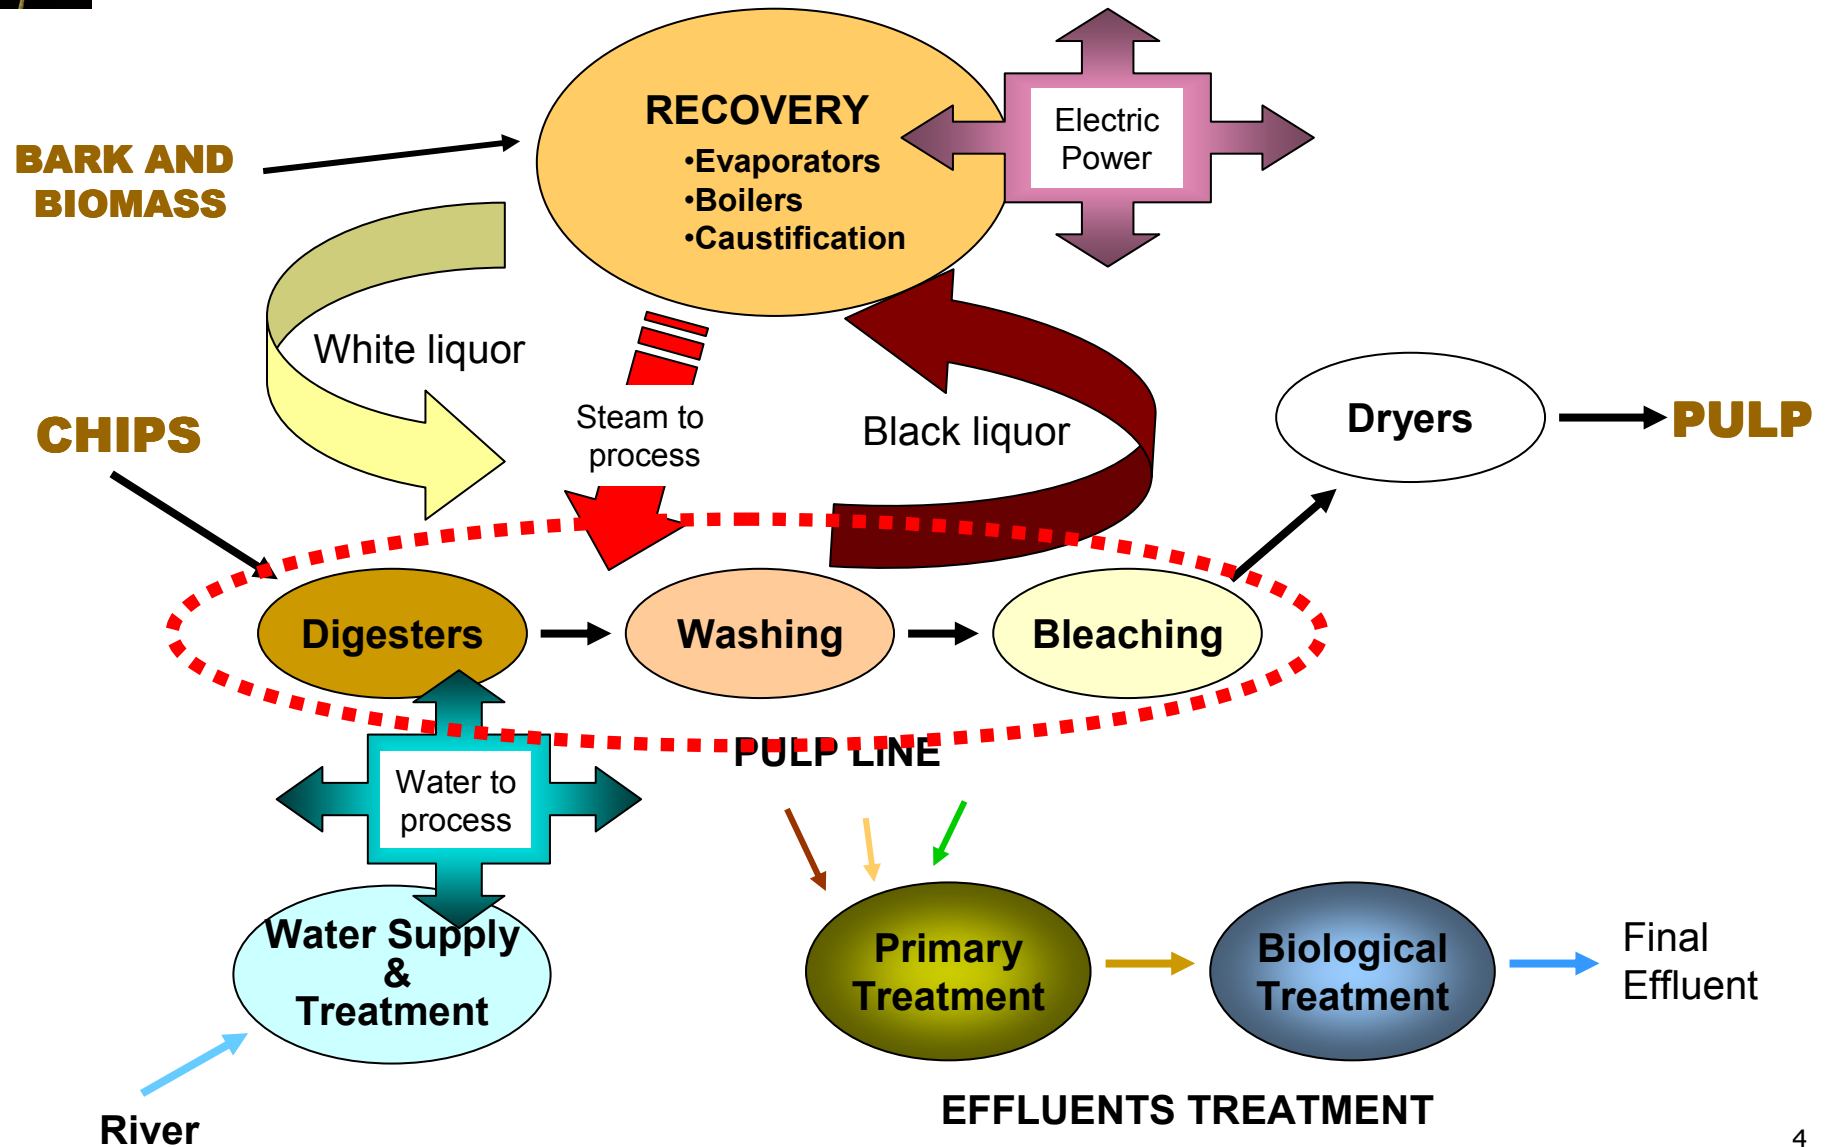 RECOVERY
•Evaporators
•Boilers
•Caustification
Electric
Power
BARK AND
BIOMASS
White liquor
Steam to
process
Black liquor
CHIPS
Dryers
PULP
Digesters
Washing
Bleaching
PULP LINE
Water to
process
Water Supply
&
Treatment
Primary
Treatment
Biological
Treatment
Final
Effluent
EFFLUENTS TREATMENT
River
4